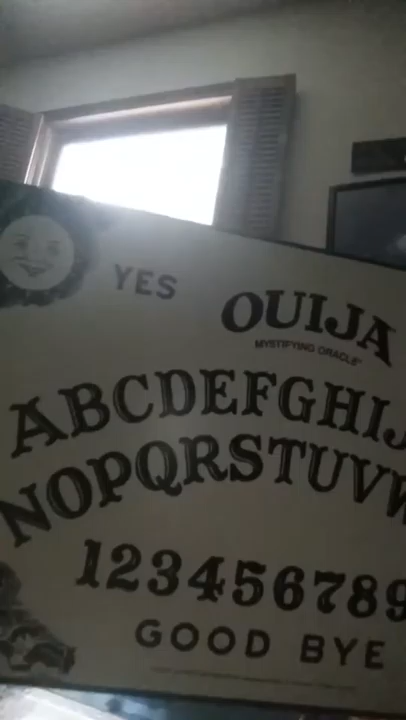 YES
OUIJA
MYSTIFYING ORACLE
ABCDEFGHIJ
NOPQRSTUVW
123456789
GOOD BYE